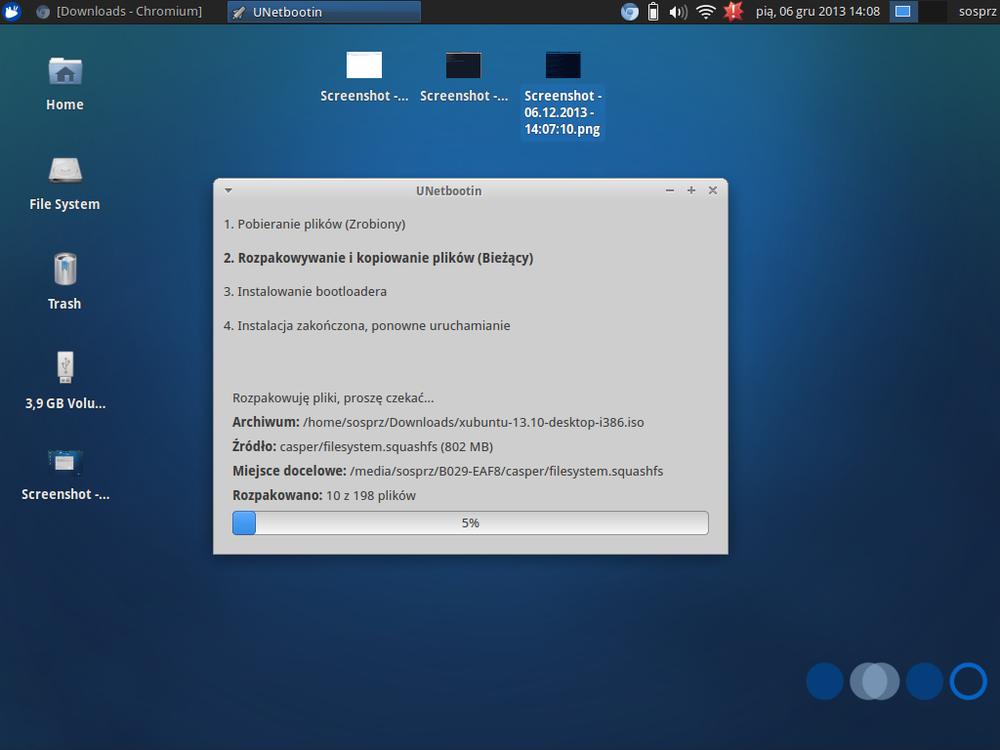 [Downloads - Chromium]
UNetbootin
pią, 06 gru 2013 14:08
sosprz
Home
File System
Trash
3,9 GB Volu...
Screenshot -...
Screenshot -...
Screenshot -...
Screenshot -
06.12.2013 -
14:07:10.png
UNetbootin
1. Pobieranie plików (Zrobiony)
2. Rozpakowywanie i kopiowanie plików (Bieżący)
3. Instalowanie bootloadera
4. Instalacja zakończona, ponowne uruchamianie
Rozpakowuję pliki, proszę czekać...
Archiwum: /home/sosprz/Downloads/xubuntu-13.10-desktop-i386.iso
Źródło: casper/filesystem.squashfs (802 MB)
Miejsce docelowe: /media/sosprz/B029-EAF8/casper/filesystem.squashfs
Rozpakowano: 10 z 198 plików
5%